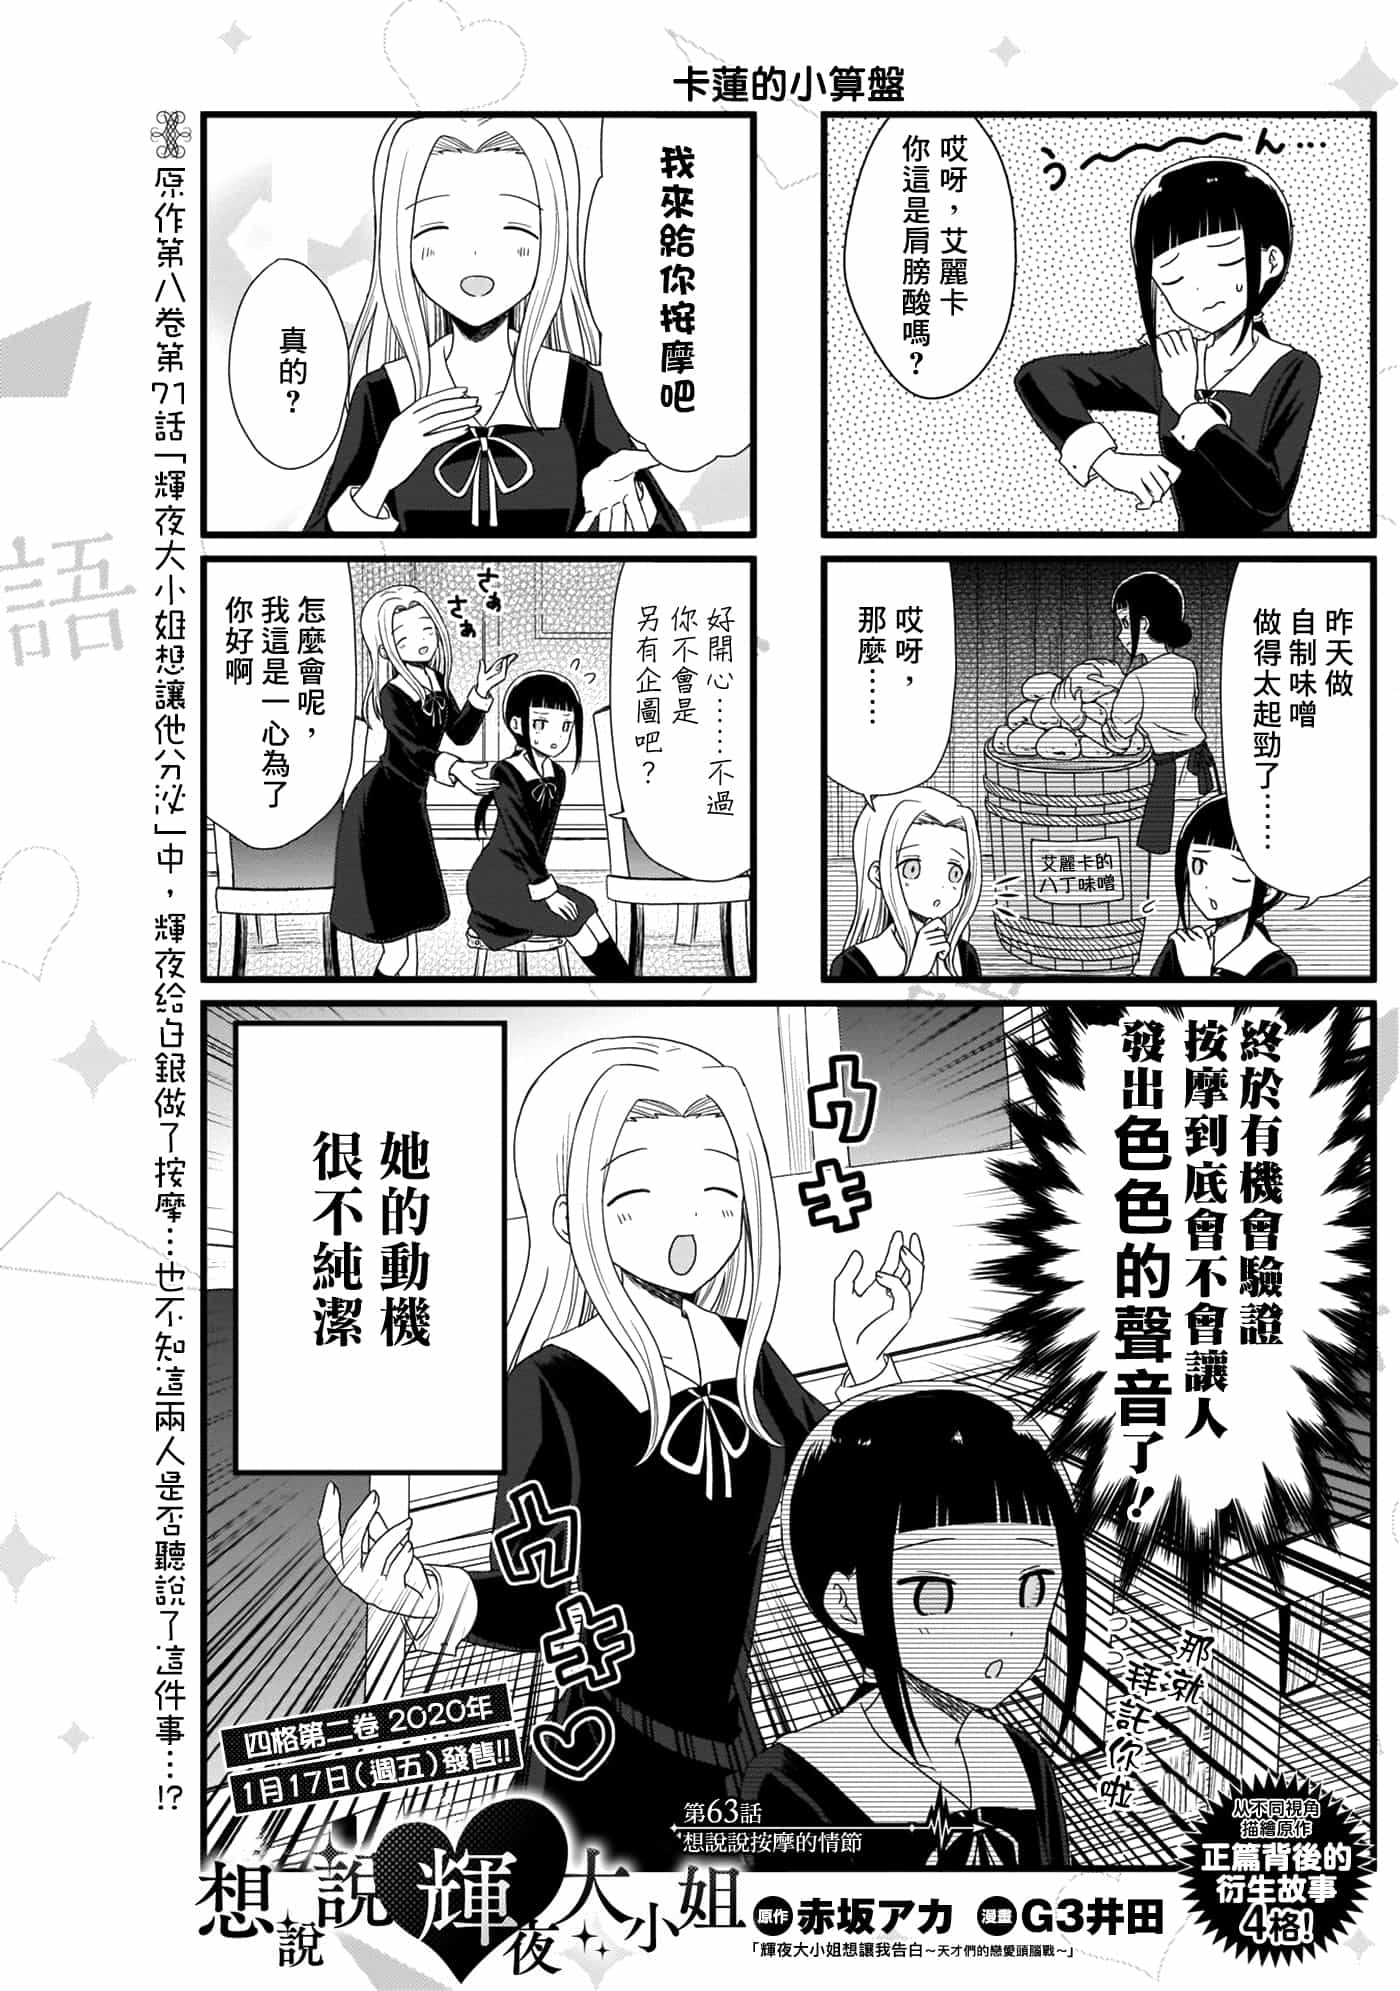 卡蓮的小算盤
うーーん…
哎呀，艾麗卡
你這是肩膀
酸嗎？
我來給你按摩吧
真的？
昨天做
自制味噌
做得太起勁了……
艾麗卡的
八丁味噌
哎呀，
那麼……
好開心……不過
你不會是
另有企圖吧？
さぁ
さぁ
怎麼會呢，
我這是一心為了
你好啊
終於有機會驗證
按摩到底會不會讓人
發出色色的聲音了！
ウキ
ウキ
她的動機
很不純潔
那就
拜託你啦
原作第八卷第71話「輝夜大小姐想讓他分泌」中，輝夜給白銀做了按摩…也不知這兩人是否聽說了這件事…!?
四格第二卷 2020年
1月17日（週五）發售!!
第63話
想說說按摩的情節
想說說輝夜大小姐
原作 赤坂アカ 漫畫 G3井田
「輝夜大小姐想讓我告白～天才們的戀愛頭腦戰～」
从不同視角
描繪原作
正篇背後的
衍生故事
4格！
語